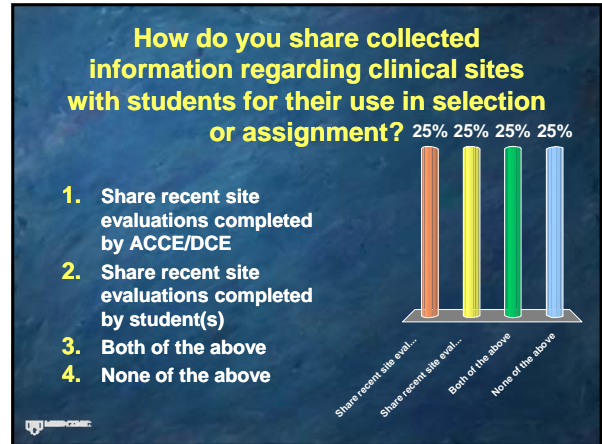 How do you share collected
information regarding clinical sites
with students for their use in selection
or assignment?
25% 25% 25% 25%
1. Share recent site
evaluations completed
by ACCE/DCE
2. Share recent site
evaluations completed
by student(s)
3. Both of the above
4. None of the above
Share recent site eval...
Share recent site eval...
Both of the above
None of the above